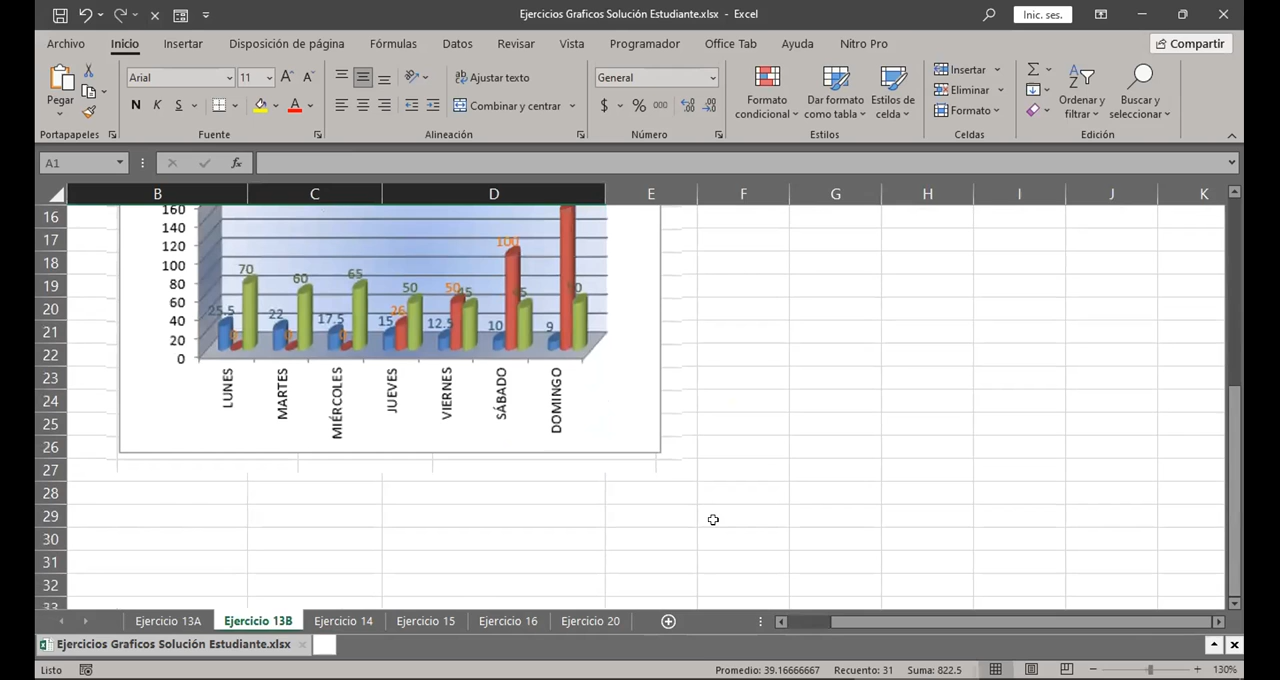 Ejercicios Graficos Solución Estudiante.xlsx - Excel
Inic. ses.
Archivo Inicio Insertar Disposición de página Fórmulas Datos Revisar Vista Programador Office Tab Ayuda Nitro Pro
Compartir
Pegar
Arial 11
N K S
Ajustar texto
Combinar y centrar
General
$ % 000
Formato condicional
Dar formato como tabla
Estilos de celda
Insertar
Eliminar
Formato
Ordenar y filtrar
Buscar y seleccionar
Portapapeles Fuente Alineación Número Estilos Celdas Edición
A1 fx
B C D E F G H I J K
16
17
18
19
20
21
22
23
24
25
26
27
28
29
30
31
32
33
160
140
120
100
80
60
40
20
0
25.5 70 22 60 17.5 65 15 26 50 12.5 50 45 10 100 9
LUNES MARTES MIÉRCOLES JUEVES VIERNES SÁBADO DOMINGO
Ejercicio 13A Ejercicio 13B Ejercicio 14 Ejercicio 15 Ejercicio 16 Ejercicio 20
Ejercicios Graficos Solución Estudiante.xlsx
Listo Promedio: 39.16666667 Recuento: 31 Suma: 822.5 130%